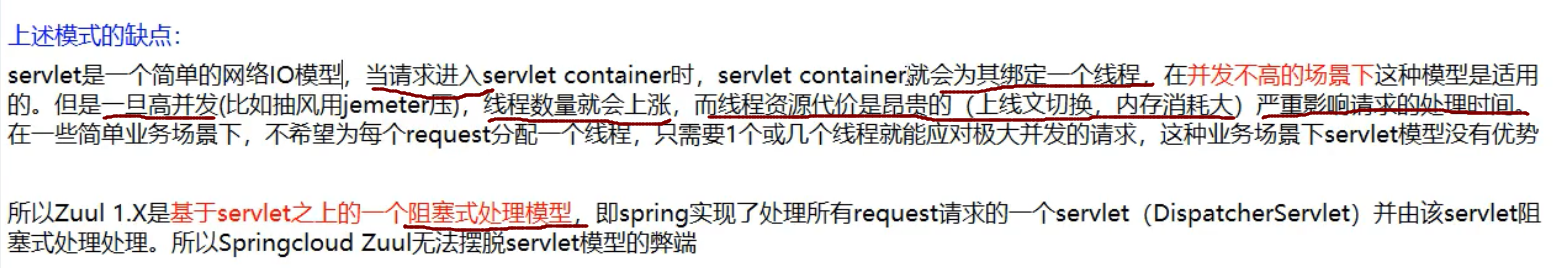 上述模式的缺点：
servlet是一个简单的网络IO模型，当请求进入servlet container时，servlet container就会为其绑定一个线程，在并发不高的场景下这种模型是适用
的。但是一旦高并发(比如抽风用jemeter压)，线程数量就会上涨，而线程资源代价是昂贵的（上线文切换，内存消耗大）严重影响请求的处理时间。
在一些简单业务场景下，不希望为每个request分配一个线程，只需要1个或几个线程就能应对极大并发的请求，这种业务场景下servlet模型没有优势
所以Zuul 1.X是基于servlet之上的一个阻塞式处理模型，即spring实现了处理所有request请求的一个servlet（DispatcherServlet）并由该servlet阻
塞式处理处理。所以Springcloud Zuul无法摆脱servlet模型的弊端